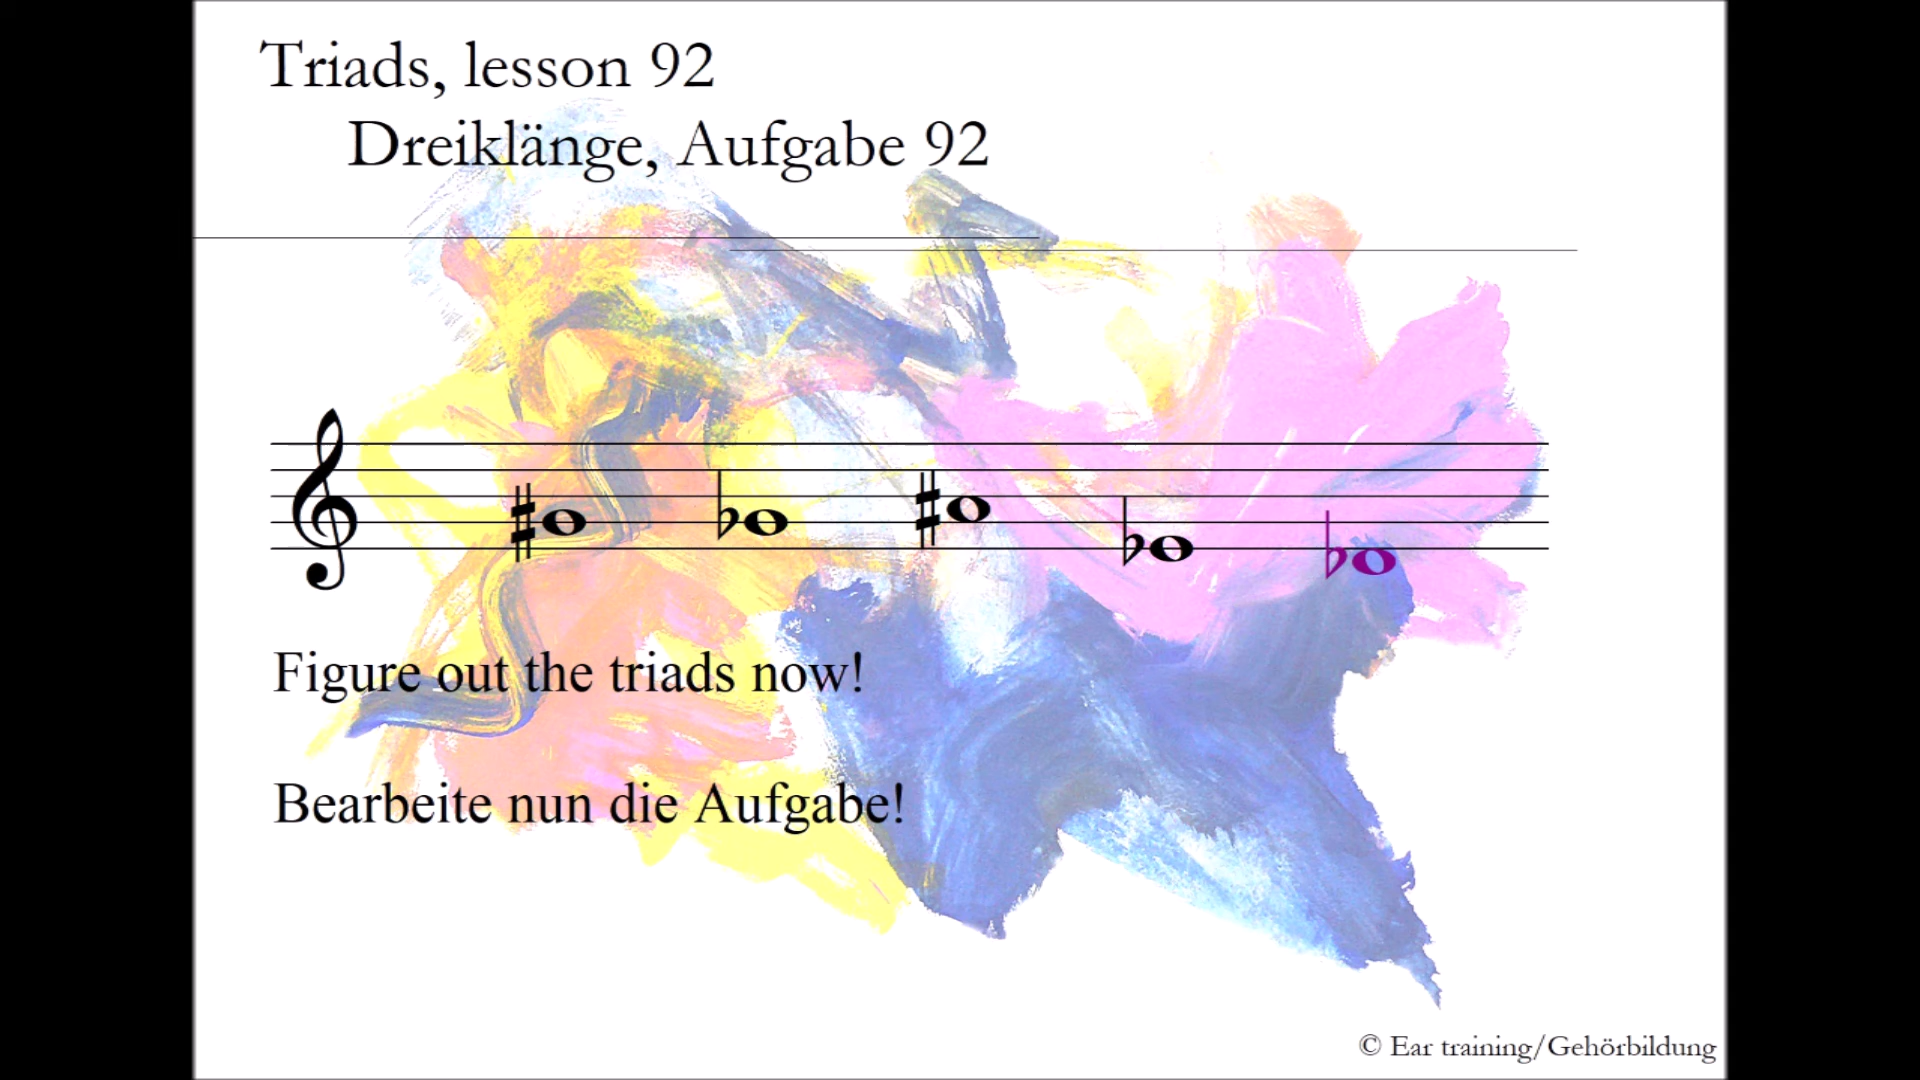 Triads, lesson 92
Dreiklänge, Aufgabe 92
Figure out the triads now!
Bearbeite nun die Aufgabe!
© Ear training/Gehörbildung